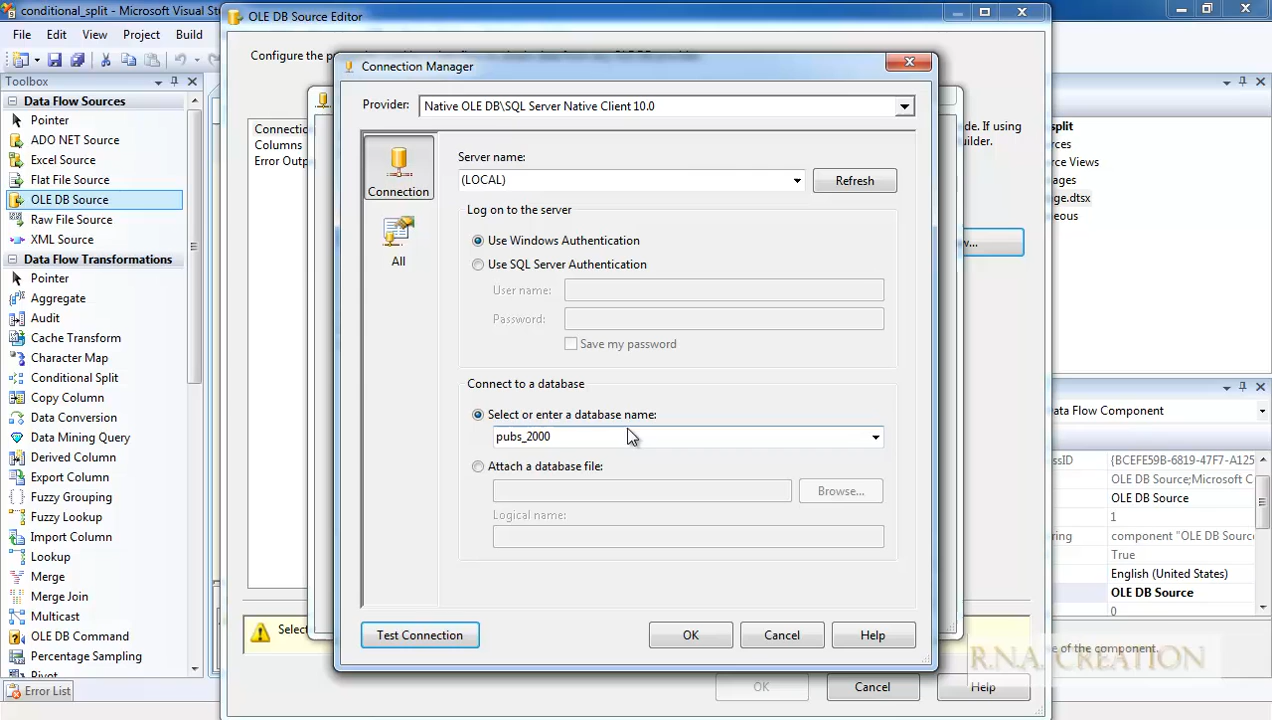 conditional_split - Microsoft Visual Stu
File
Edit
View
Project
Build
Toolbox
Data Flow Sources
Pointer
ADO NET Source
Excel Source
Flat File Source
OLE DB Source
Raw File Source
XML Source
Data Flow Transformations
Pointer
Aggregate
Audit
Cache Transform
Character Map
Conditional Split
Copy Column
Data Conversion
Data Mining Query
Derived Column
Export Column
Fuzzy Grouping
Fuzzy Lookup
Import Column
Lookup
Merge
Merge Join
Multicast
OLE DB Command
Percentage Sampling
Pivot
Error List
OLE DB Source Editor
Configure the p
Connectio
Columns
Error Outp
Select
OK
Cancel
Help
Connection Manager
Provider:
Native OLE DB\SQL Server Native Client 10.0
Connection
All
Server name:
(LOCAL)
Refresh
Log on to the server
Use Windows Authentication
Use SQL Server Authentication
User name:
Password:
Save my password
Connect to a database
Select or enter a database name:
pubs_2000
Attach a database file:
Browse...
Logical name:
Test Connection
OK
Cancel
Help
de. If using
uilder.
w...
split
rces
rce Views
ages
ge.dtsx
eous
ata Flow Component
ssID
{BCEFE59B-6819-47F7-A125
OLE DB Source;Microsoft C
OLE DB Source
1
ring
component "OLE DB Sourc
True
English (United States)
OLE DB Source
0
e of the component.
R.N.A. CREATION